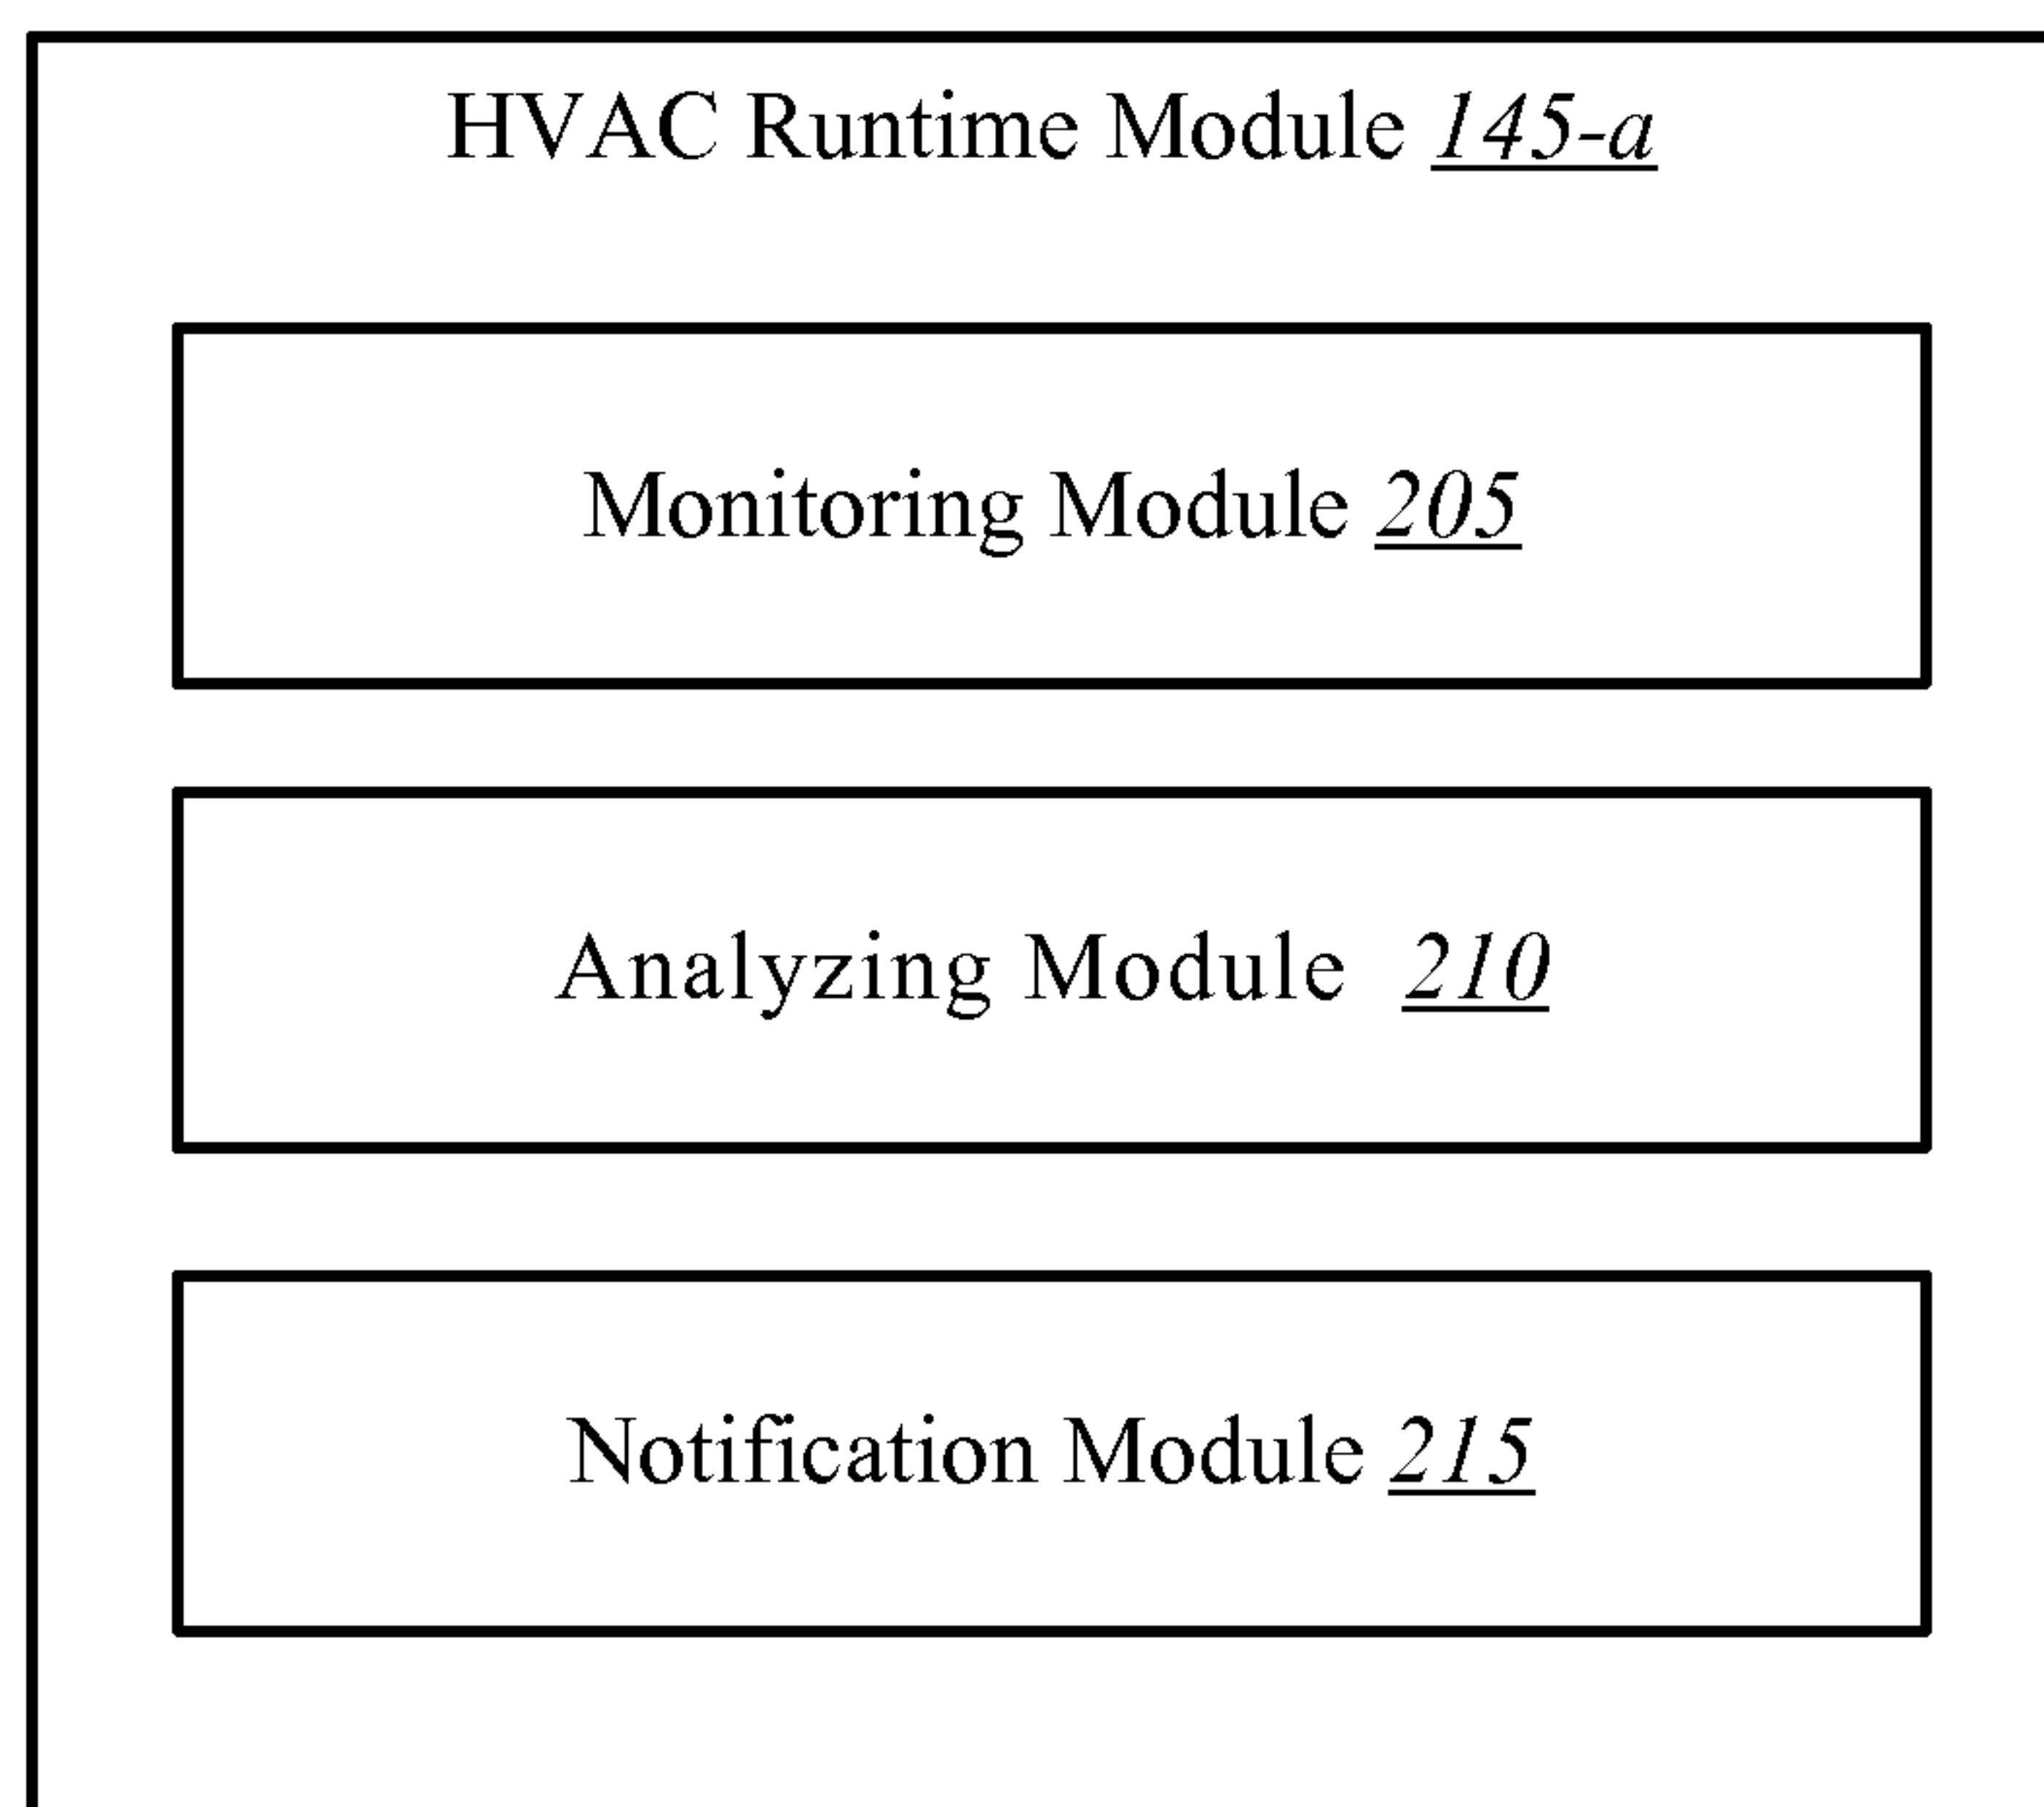 HVAC Runtime Module 145-a
Monitoring Module 205
Analyzing Module 210
Notification Module 215